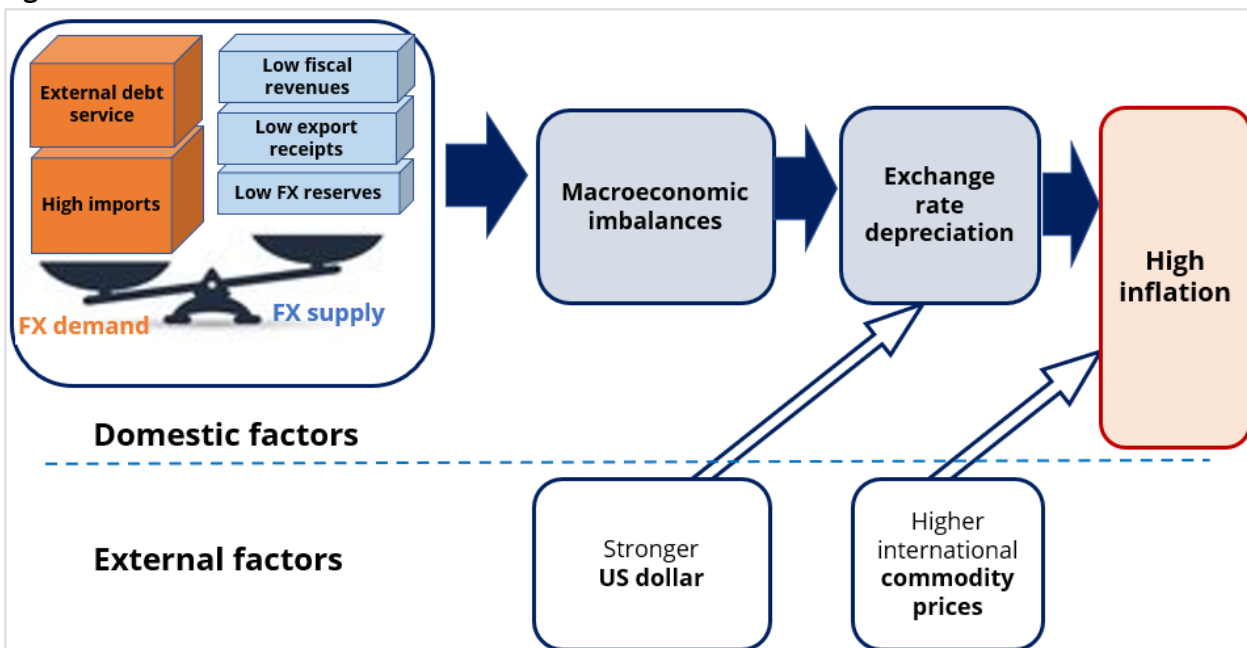 External debt
service
High imports
Low fiscal
revenues
Low export
receipts
Low FX reserves
FX demand
FX supply
Macroeconomic
imbalances
Exchange
rate
depreciation
High
inflation
Domestic factors
External factors
Stronger
US dollar
Higher
international
commodity
prices